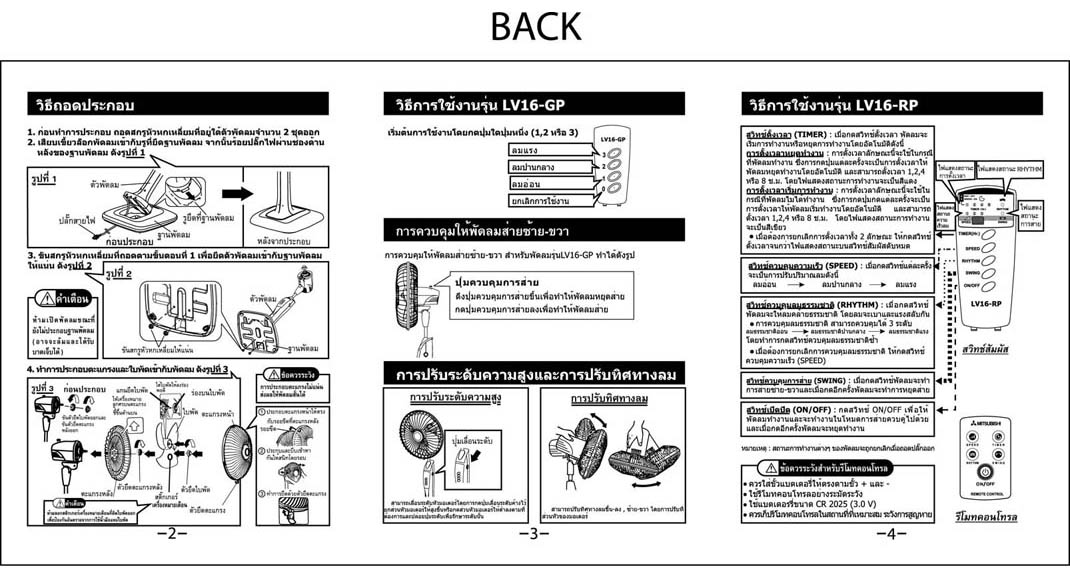 BACK
วิธีถอดประกอบ
1. ก่อนทำการประกอบ ถอดสกรูหัวหกเหลี่ยมที่อยู่ใต้ตัวพัดลมจำนวน 2 ชุดออก
2. เสียบเขี้ยวล็อกพัดลมเข้ากับรูที่ยึดฐานพัดลม จากนั้นร้อยปลั๊กไฟผ่านช่องด้าน
หลังของฐานพัดลม ดังรูปที่ 1
รูปที่ 1
ตัวพัดลม
ปลั๊กสายไฟ
รูยึดที่ฐานพัดลม
ฐานพัดลม
ก่อนประกอบ
หลังจากประกอบ
3. ขันสกรูหัวหกเหลี่ยมที่ถอดตามขั้นตอนที่ 1 เพื่อยึดตัวพัดลมเข้ากับฐานพัดลม
ให้แน่น ดังรูปที่ 2
รูปที่ 2
คำเตือน
ห้ามเปิดพัดลมขณะที่
ยังไม่ประกอบฐานพัดลม
(อาจจะล้มและได้รับ
บาดเจ็บได้)
ตัวพัดลม
ขันสกรูหัวหกเหลี่ยมให้แน่น
ฐานพัดลม
4. ทำการประกอบตะแกรงและใบพัดเข้ากับพัดลม ดังรูปที่ 3
รูปที่ 3
ก่อนประกอบ
แกนยึดใบพัด
ร่องบนใบพัด
ใบพัด
ตะแกรงหน้า
ข้อควรระวัง
ตะแกรงหลัง
ตัวยึดตะแกรงหลัง
สติ๊กเกอร์
เครื่องหมายเตือน
ตัวยึดใบพัด
ตัวยึดตะแกรง
คำเตือน
–2–
วิธีการใช้งานรุ่น LV16-GP
เริ่มต้นการใช้งานโดยกดปุ่มใดปุ่มหนึ่ง (1,2 หรือ 3)
LV16-GP
ลมแรง
3
ลมปานกลาง
2
ลมอ่อน
1
ยกเลิกการใช้งาน
0
การควบคุมให้พัดลมส่ายซ้าย-ขวา
การควบคุมให้พัดลมส่ายซ้าย-ขวา สำหรับพัดลมรุ่นLV16-GP ทำได้ดังรูป
ปุ่มควบคุมการส่าย
ดึงปุ่มควบคุมการส่ายขึ้นเพื่อทำให้พัดลมหยุดส่าย
กดปุ่มควบคุมการส่ายลงเพื่อทำให้พัดลมส่าย
การปรับระดับความสูงและการปรับทิศทางลม
การปรับระดับความสูง
ปุ่มเลื่อนระดับ
การปรับทิศทางลม
สามารถปรับทิศทางพัดลมขึ้น-ลง , ซ้าย-ขวา โดยการปรับที่
ส่วนหัวของมอเตอร์
–3–
วิธีการใช้งานรุ่น LV16-RP
สวิทช์ตั้งเวลา (TIMER) : เมื่อกดสวิทช์ตั้งเวลา พัดลมจะ
เริ่มการทำงานหรือหยุดการทำงานโดยอัตโนมัติดังนี้
การตั้งเวลาหยุดทำงาน : การตั้งเวลาลักษณะนี้จะใช้ในกรณี
ที่พัดลมทำงาน ซึ่งการกดปุ่มแต่ละครั้งจะเป็นการตั้งเวลาให้
พัดลมหยุดทำงานโดยอัตโนมัติ และสามารถตั้งเวลา 1,2,4
หรือ 8 ช.ม. โดยไฟแสดงสถานะการทำงานจะเป็นสีแดง
การตั้งเวลาเริ่มการทำงาน : การตั้งเวลาลักษณะนี้จะใช้ใน
กรณีที่พัดลมไม่ได้ทำงาน ซึ่งการกดปุ่มกดแต่ละครั้งจะเป็น
การตั้งเวลาให้พัดลมเริ่มทำงานโดยอัตโนมัติ และสามารถ
ตั้งเวลา 1,2,4 หรือ 8 ช.ม. โดยไฟแสดงสถานะการทำงาน
จะเป็นสีเขียว
• เมื่อต้องการยกเลิกการตั้งเวลาทั้ง 2 ลักษณะ ให้กดสวิทช์
ตั้งเวลาจนกว่าไฟแสดงสถานะบนสวิทช์สัมผัสดับหมด
ไฟแสดงสถานะ
การตั้งเวลา
ไฟแสดงสถานะ RHYTHM
ไฟแสดง
สถานะ
การส่าย
TIMER(Hr.)
SPEED
RHYTHM
SWING
ON/OFF
LV16-RP
สวิทช์สัมผัส
สวิทช์ควบคุมความเร็ว (SPEED) : เมื่อกดสวิทช์แต่ละครั้ง
จะเป็นการปรับปริมาณลมดังนี้
ลมอ่อน → ลมปานกลาง → ลมแรง
สวิทช์ควบคุมลมธรรมชาติ (RHYTHM) : เมื่อกดสวิทช์
พัดลมจะให้ลมคล้ายธรรมชาติ โดยลมจะเบาและแรงสลับกัน
• การควบคุมลมธรรมชาติ สามารถควบคุมได้ 3 ระดับ
ลมธรรมชาติอ่อน → ลมธรรมชาติปานกลาง → ลมธรรมชาติแรง
โดยทำการกดสวิทช์ควบคุมลมธรรมชาติซ้ำ
• เมื่อต้องการยกเลิกการควบคุมลมธรรมชาติ ให้กดสวิทช์
ควบคุมความเร็ว (SPEED)
สวิทช์ควบคุมการส่าย (SWING) : เมื่อกดสวิทช์พัดลมจะทำ
การส่ายซ้าย-ขวาและเมื่อกดอีกครั้งพัดลมจะทำการหยุดส่าย
สวิทช์เปิดปิด (ON/OFF) : กดสวิทช์ ON/OFF เพื่อให้
พัดลมทำงานและจะทำงานในโหมดการส่ายควบคู่ไปด้วย
และเมื่อกดอีกครั้งพัดลมจะหยุดทำงาน
หมายเหตุ : สถานะการทำงานต่างๆ ของพัดลมจะถูกยกเลิกเมื่อถอดปลั๊กออก
ข้อควรระวังสำหรับรีโมทคอนโทรล
• ควรใส่ขั้วแบตเตอรี่ให้ตรงตามขั้ว + และ -
• ใช้รีโมทคอนโทรลอย่างระมัดระวัง
• ใช้แบตเตอรี่ขนาด CR 2025 (3.0 V)
• ควรเก็บรีโมทคอนโทรลในสถานที่ที่เหมาะสม ระวังการสูญหาย
MITSUBISHI
SPEED
TIMER
RHYTHM
SWING
ON/OFF
REMOTE CONTROL
รีโมทคอนโทรล
–4–